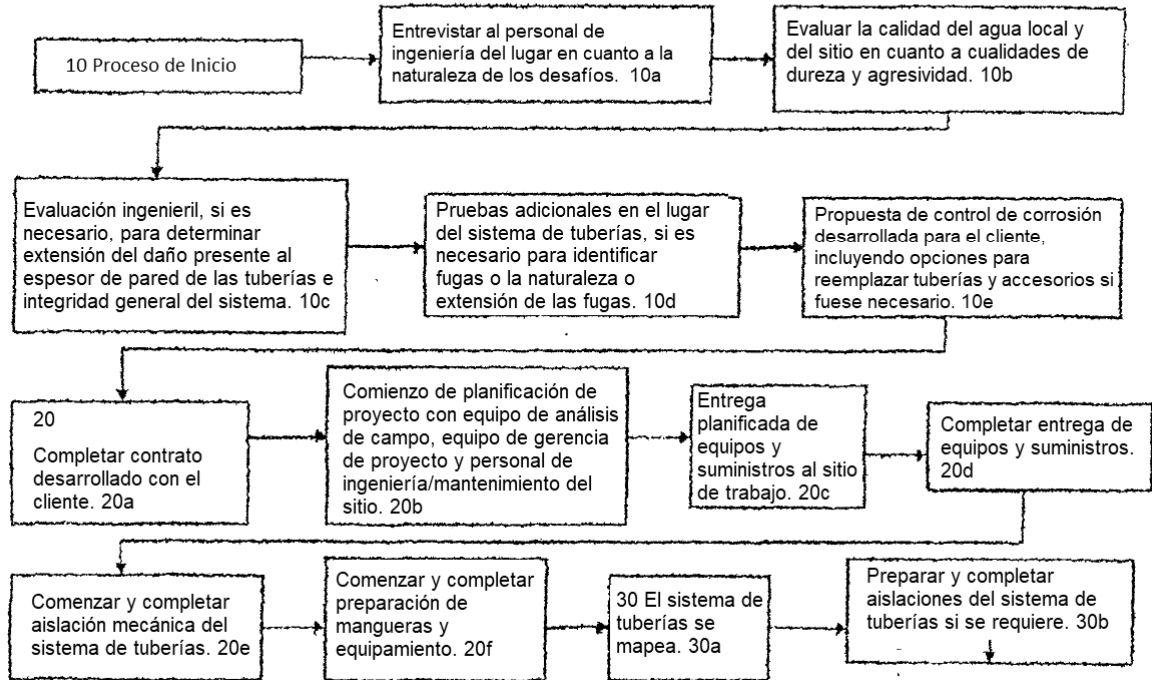 10 Proceso de Inicio
Entrevistar al personal de
ingeniería del lugar en cuanto a la
naturaleza de los desafíos. 10a
Evaluar la calidad del agua local y
del sitio en cuanto a cualidades de
dureza y agresividad. 10b
Evaluación ingenieril, si es
necesario, para determinar
extensión del daño presente al
espesor de pared de las tuberías e
integridad general del sistema. 10c
Pruebas adicionales en el lugar
del sistema de tuberías, si es
necesario para identificar
fugas o la naturaleza o
extensión de las fugas. 10d
Propuesta de control de corrosión
desarrollada para el cliente,
incluyendo opciones para
reemplazar tuberías y accesorios si
fuese necesario. 10e
20
Completar contrato
desarrollado con el
cliente. 20a
Comienzo de planificación de
proyecto con equipo de análisis
de campo, equipo de gerencia
de proyecto y personal de
ingeniería/mantenimiento del
sitio. 20b
Entrega
planificada de
equipos y
suministros al sitio
de trabajo. 20c
Completar entrega de
equipos y suministros.
20d
Comenzar y completar
aislación mecánica del
sistema de tuberías. 20e
Comenzar y completar
preparación de
mangueras y
equipamiento. 20f
30 El sistema de
tuberías se
mapea. 30a
Preparar y completar
aislaciones del sistema de
tuberías si se requiere. 30b